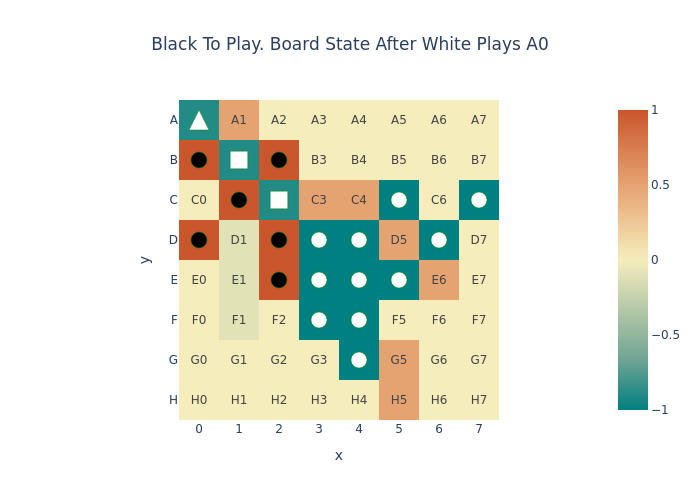 Black To Play. Board State After White Plays A0
A A1 A2 A3 A4 A5 A6 A7 1
B B3 B4 B5 B6 B7
C C0 C3 C4 C6 0.5
D D1 D5 D7
y 0
E E0 E1 E6 E7
F F0 F1 F2 F5 F6 F7 −0.5
G G0 G1 G2 G3 G5 G6 G7
H H0 H1 H2 H3 H4 H5 H6 H7 −1
0 1 2 3 4 5 6 7
x